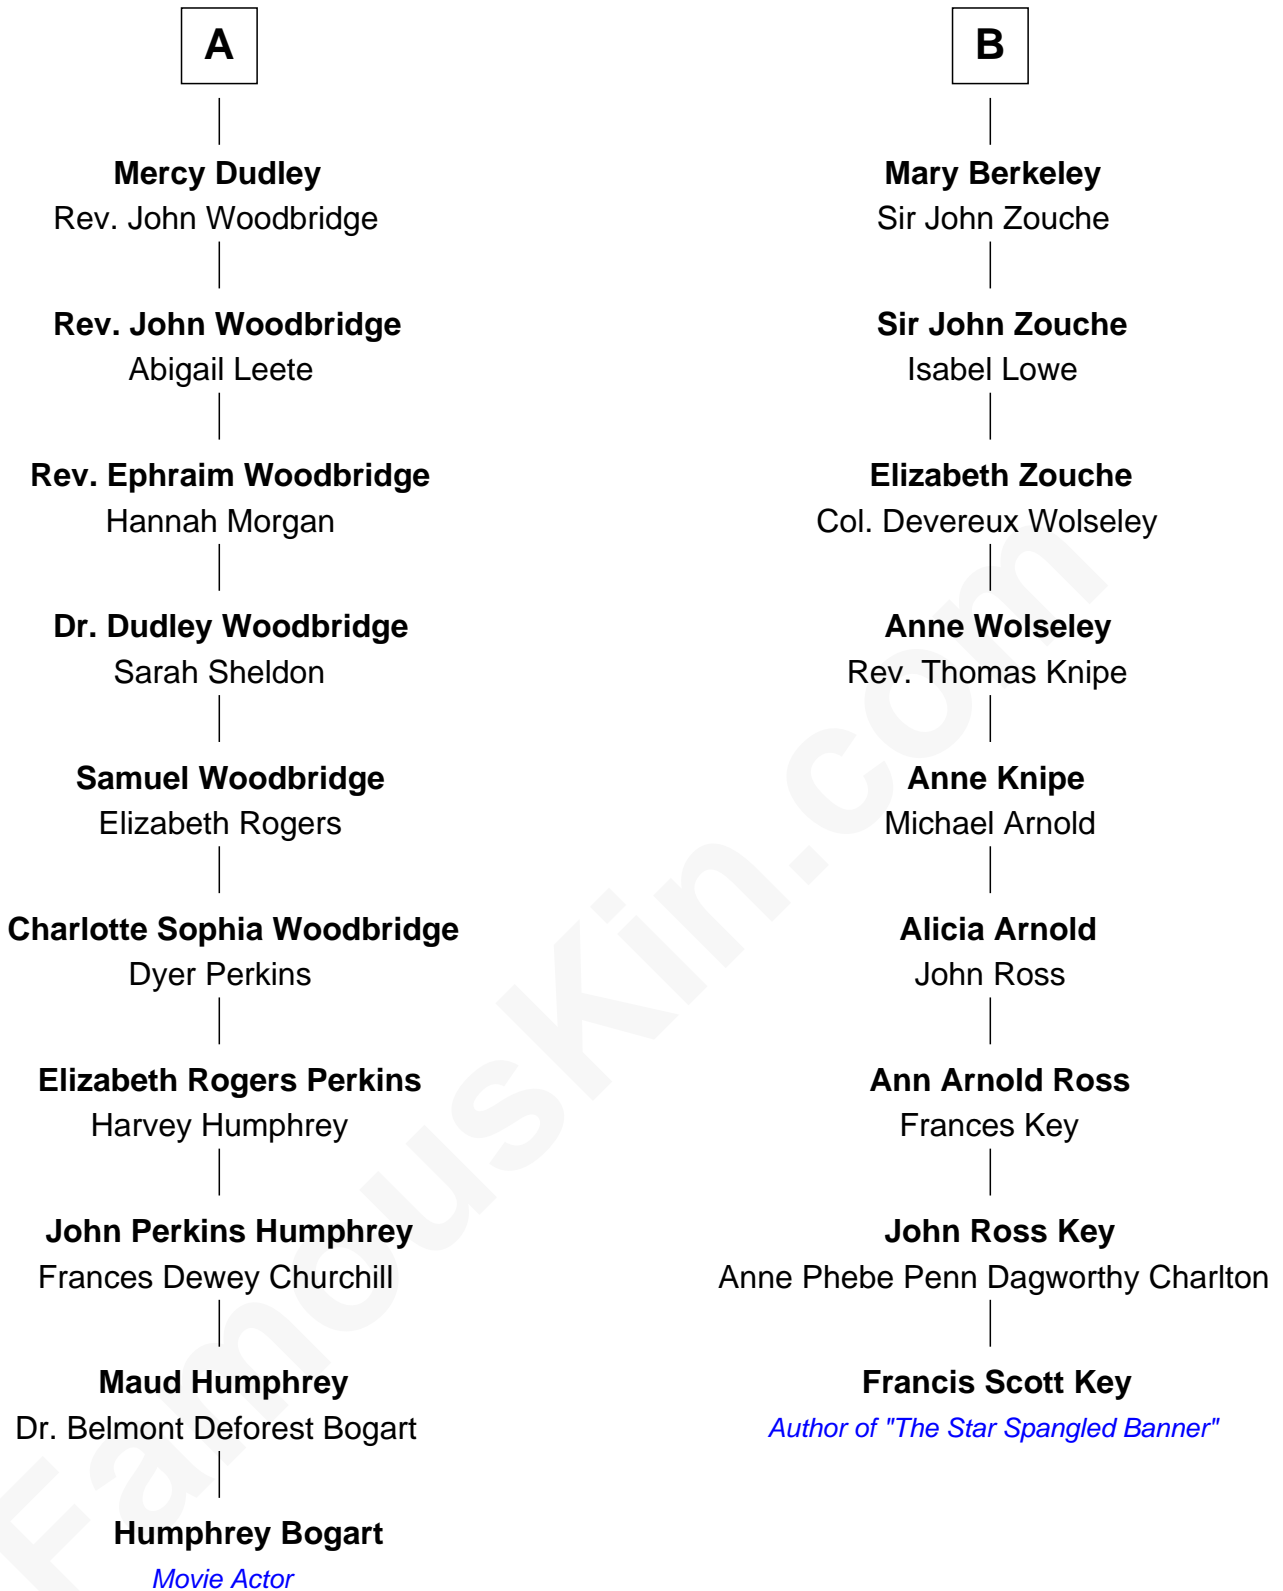 A
Mercy Dudley
Rev. John Woodbridge
Rev. John Woodbridge
Abigail Leete
Rev. Ephraim Woodbridge
Hannah Morgan
Dr. Dudley Woodbridge
Sarah Sheldon
Samuel Woodbridge
Elizabeth Rogers
Charlotte Sophia Woodbridge
Dyer Perkins
Elizabeth Rogers Perkins
Harvey Humphrey
John Perkins Humphrey
Frances Dewey Churchill
Maud Humphrey
Dr. Belmont Deforest Bogart
Humphrey Bogart
Movie Actor
B
Mary Berkeley
Sir John Zouche
Sir John Zouche
Isabel Lowe
Elizabeth Zouche
Col. Devereux Wolseley
Anne Wolseley
Rev. Thomas Knipe
Anne Knipe
Michael Arnold
Alicia Arnold
John Ross
Ann Arnold Ross
Frances Key
John Ross Key
Anne Phebe Penn Dagworthy Charlton
Francis Scott Key
Author of "The Star Spangled Banner"
FamousKin.com